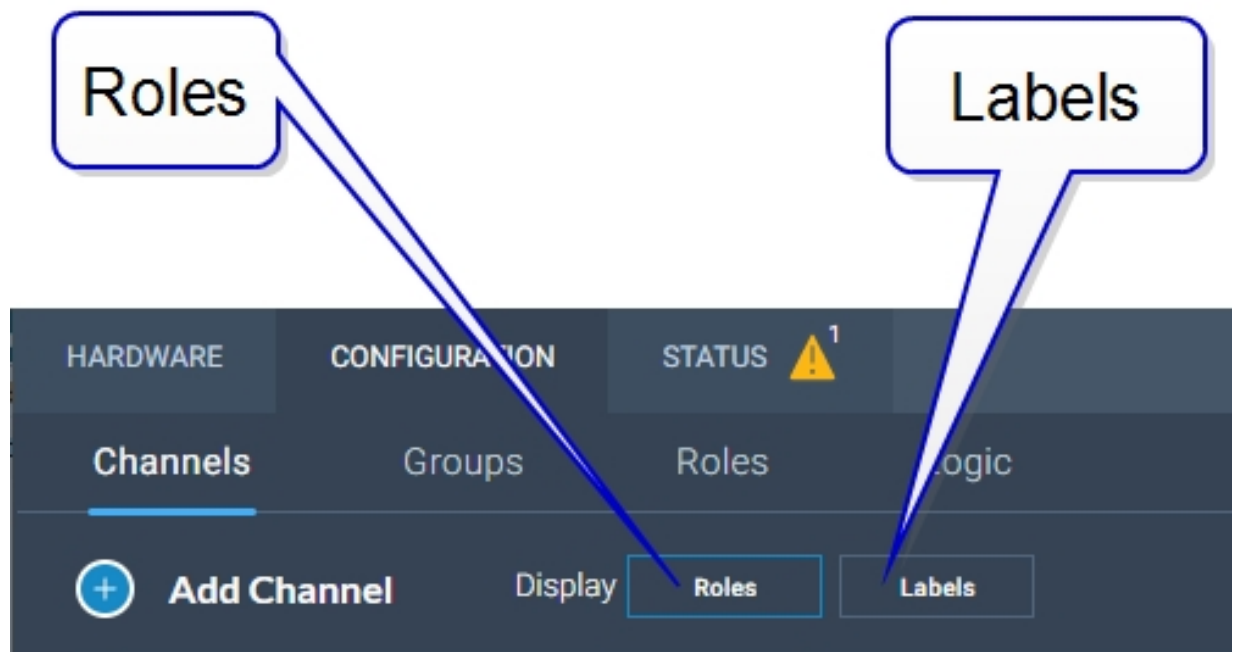 Roles
Labels
HARDWARE CONFIGURATION STATUS 1
Channels Groups Roles Logic
Add Channel Display Roles Labels